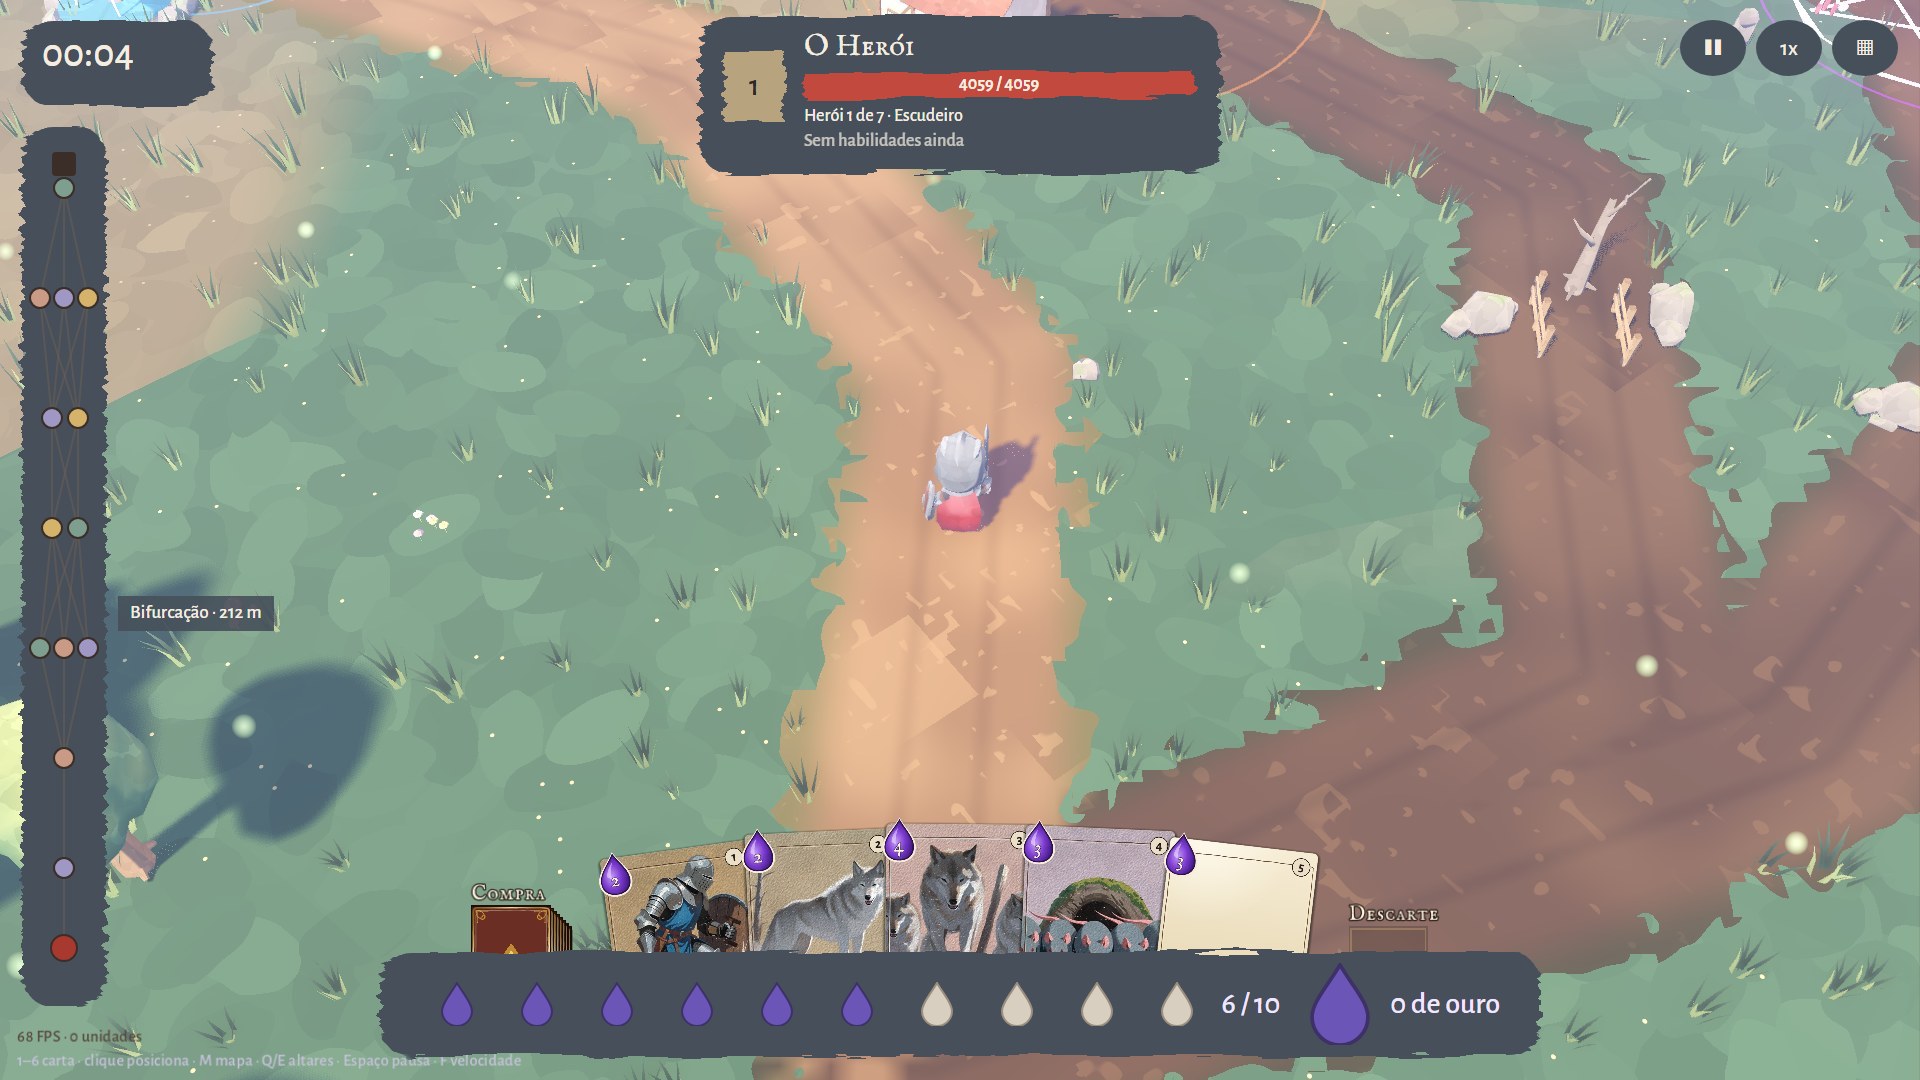 00:04
O Herói
1
4059 / 4059
Herói 1 de 7 · Escudeiro
Sem habilidades ainda
1x
Bifurcação · 212 m
Compra
2
1
2
2
4
3
3
4
3
5
Descarte
6 / 10
0 de ouro
68 FPS · 0 unidades
1–6 carta · clique posiciona · M mapa · Q/E altares · Espaço pausa · F velocidade